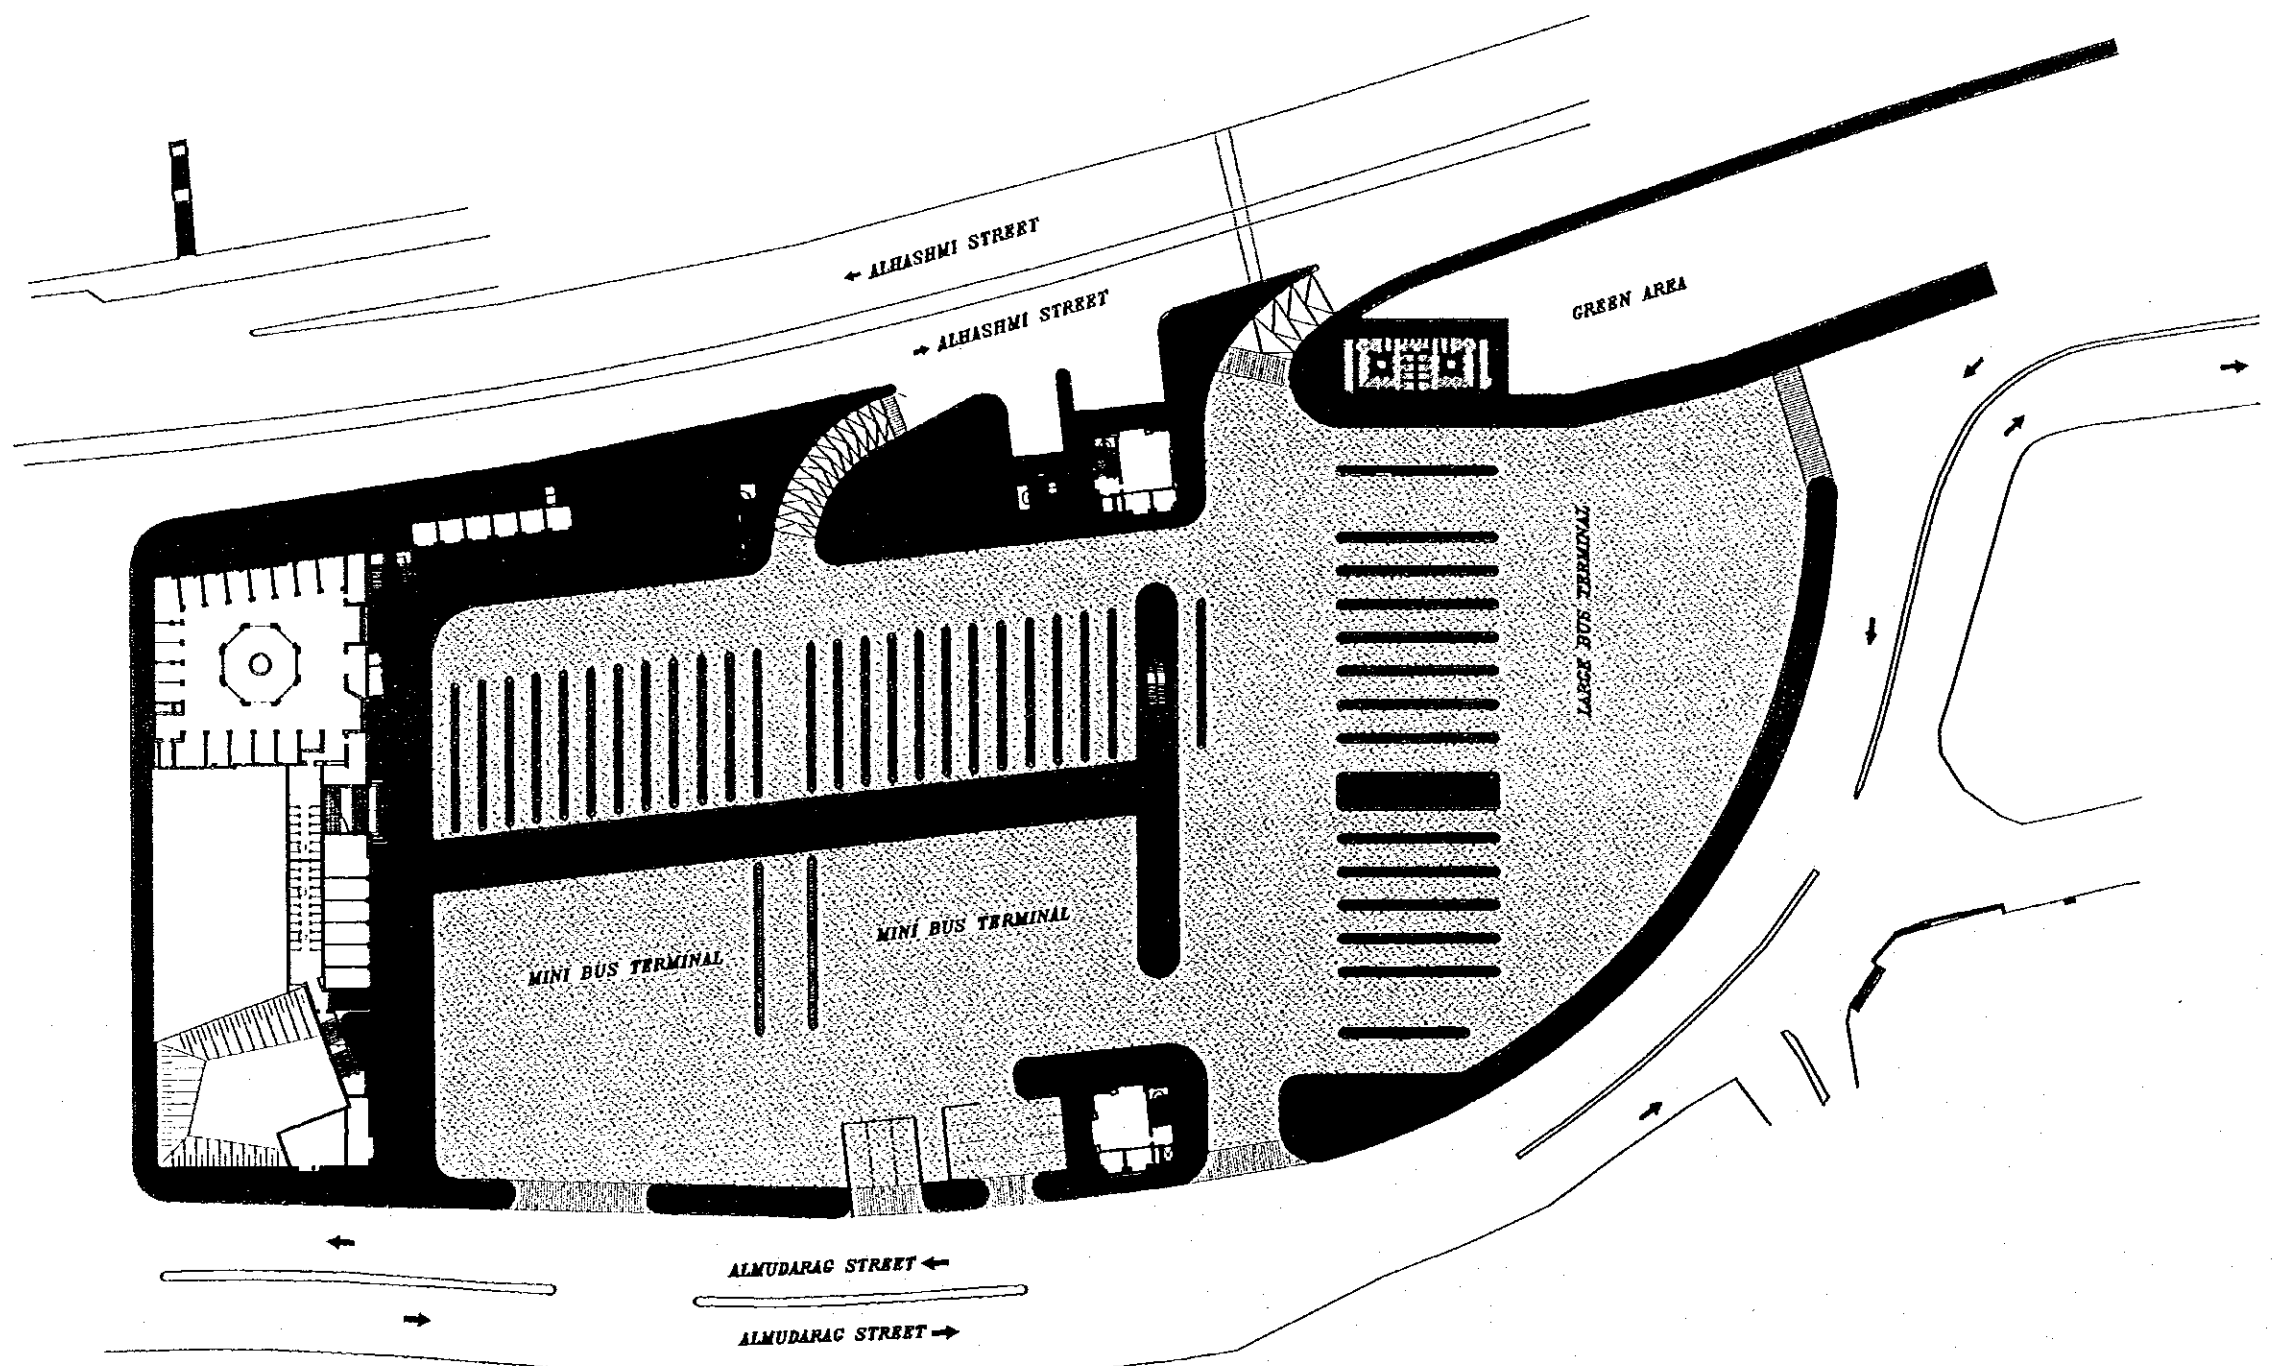 ALHASHMI STREET
ALHASHMI STREET
GREEN AREA
LARGE BUS TERMINAL
MINI BUS TERMINAL
MINI BUS TERMINAL
ALMUDARAG STREET
ALMUDARAG STREET